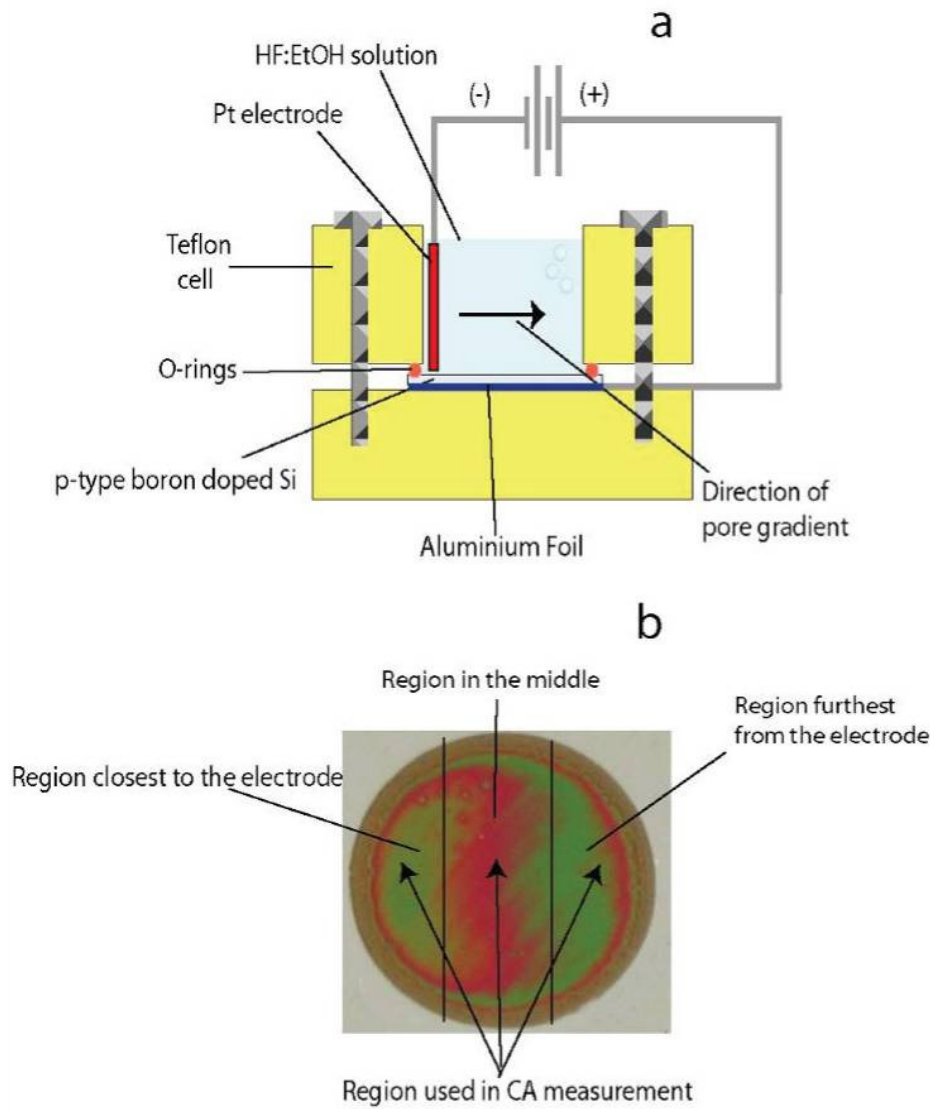 a
HF:EtOH solution
(-)
(+)
Pt electrode
Teflon
cell
O-rings
p-type boron doped Si
Direction of
pore gradient
Aluminium Foil
b
Region in the middle
Region furthest
from the electrode
Region closest to the electrode
Region used in CA measurement